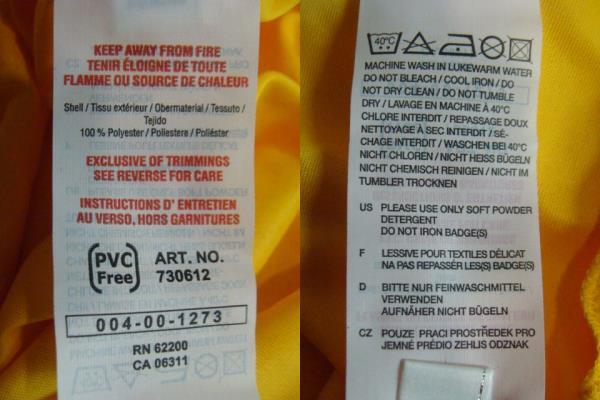 KEEP AWAY FROM FIRE
TENIR ÉLOIGNE DE TOUTE
FLAMME OU SOURCE DE CHALEUR
Shell / Tissu extérieur / Obermaterial / Tessuto /
Tejido
100 % Polyester / Poliestere / Poliéster
EXCLUSIVE OF TRIMMINGS
SEE REVERSE FOR CARE
INSTRUCTIONS D' ENTRETIEN
AU VERSO, HORS GARNITURES
PVC
Free
ART. NO.
730612
004-00-1273
RN 62200
CA 06311
40°C
MACHINE WASH IN LUKEWARM WATER
DO NOT BLEACH / COOL IRON / DO
NOT DRY CLEAN / DO NOT TUMBLE
DRY / LAVAGE EN MACHINE À 40°C
CHLORE INTERDIT / REPASSAGE DOUX
NETTOYAGE À SEC INTERDIT / SÉ-
CHAGE INTERDIT / WASCHEN BEI 40°C
NICHT CHLOREN / NICHT HEISS BÜGELN
NICHT CHEMISCH REINIGEN / NICHT IM
TUMBLER TROCKNEN
US PLEASE USE ONLY SOFT POWDER
DETERGENT
DO NOT IRON BADGE(S)
F LESSIVE POUR TEXTILES DÉLICAT
NA PAS REPASSÉR LES(S) BADGE(S)
D BITTE NUR FEINWASCHMITTEL
VERWENDEN
AUFNÄHER NICHT BÜGELN
CZ POUZE PRACI PROSTŘEDEK PRO
JEMNÉ PRÉDIO ZEHLIS ODZNAK